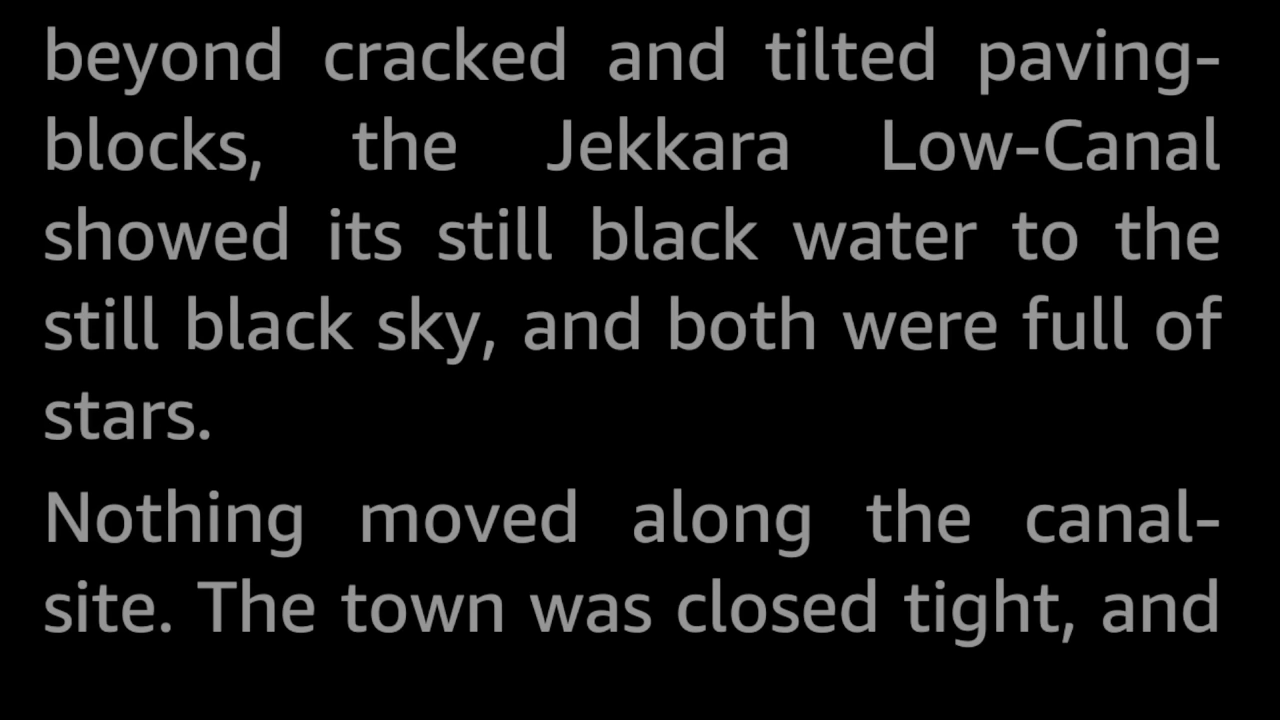 beyond cracked and tilted paving-
blocks, the Jekkara Low-Canal
showed its still black water to the
still black sky, and both were full of
stars.
Nothing moved along the canal-
site. The town was closed tight, and